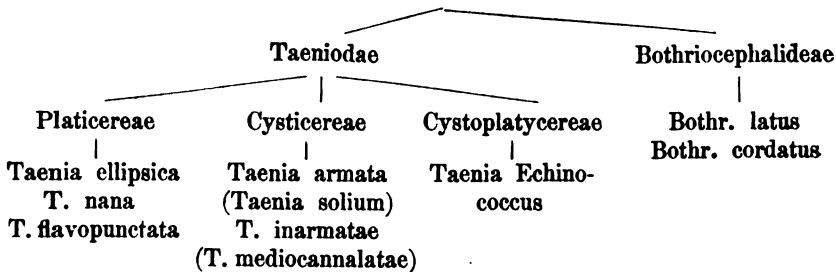 Taeniodae Bothriocephalideae
Platicereae Cysticereae Cystoplatycereae Bothr. latus
Bothr. cordatus
Taenia ellipsica Taenia armata Taenia Echino-
T. nana (Taenia solium) coccus
T. flavopunctata T. inarmatae
(T. mediocannalatae)